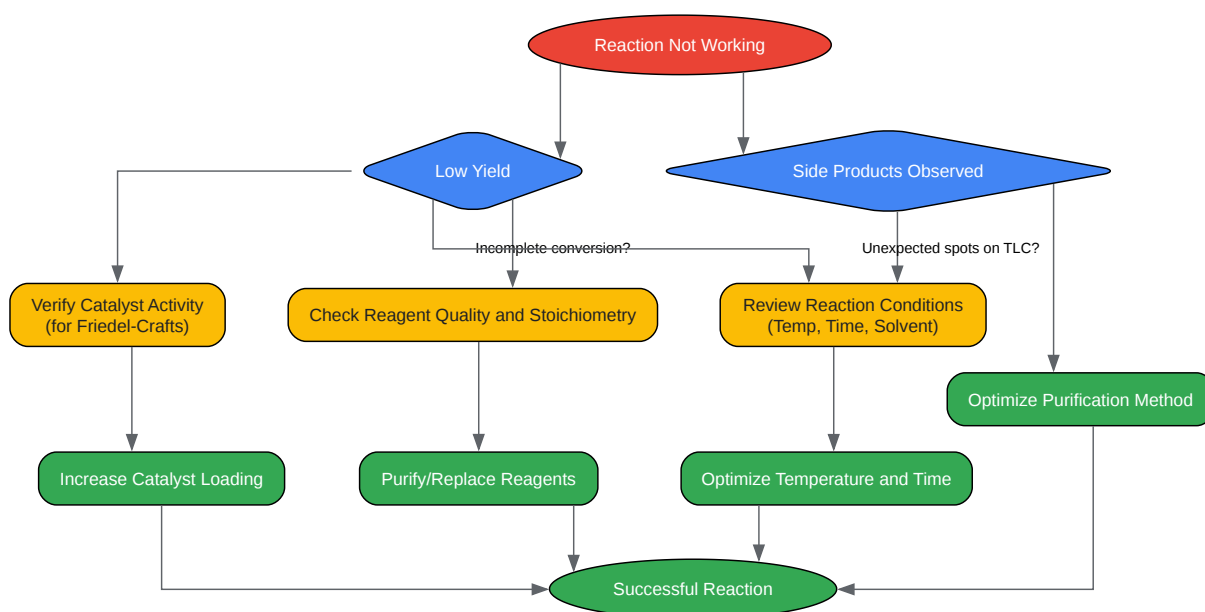 Reaction Not Working
Low Yield
Side Products Observed
Incomplete conversion?
Unexpected spots on TLC?
Verify Catalyst Activity
(for Friedel-Crafts)
Check Reagent Quality and Stoichiometry
Review Reaction Conditions
(Temp, Time, Solvent)
Optimize Purification Method
Increase Catalyst Loading
Purify/Replace Reagents
Optimize Temperature and Time
Successful Reaction